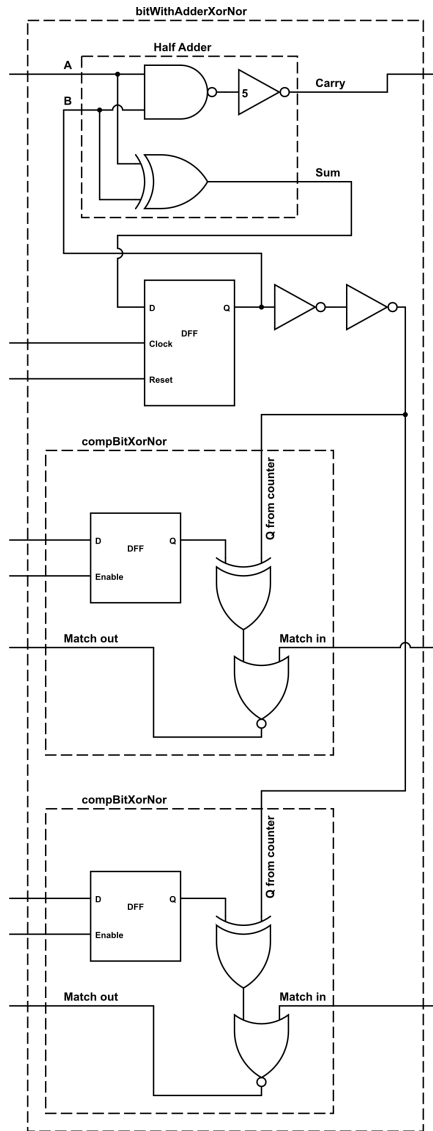 bitWithAdderXorNor
Half Adder
A
B
5
Carry
Sum
D
Q
DFF
Clock
Reset
compBitXorNor
Q from counter
D
Q
DFF
Enable
Match out
Match in
compBitXorNor
Q from counter
D
Q
DFF
Enable
Match out
Match in